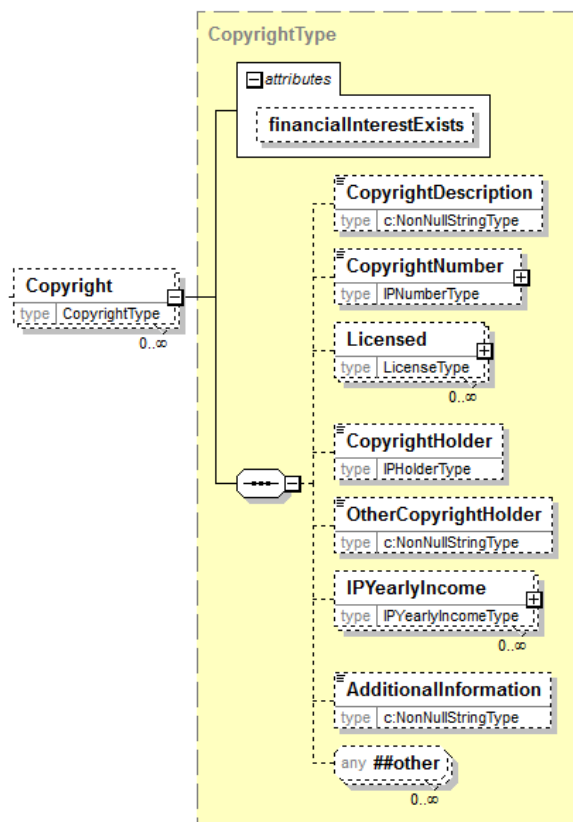 CopyrightType
attributes
financialInterestExists
CopyrightDescription
type c:NonNullStringType
CopyrightNumber
type IPNumberType
Copyright
type CopyrightType
0..∞
Licensed
type LicenseType
0..∞
CopyrightHolder
type IPHolderType
OtherCopyrightHolder
type c:NonNullStringType
IPYearlyIncome
type IPYearlyIncomeType
0..∞
AdditionalInformation
type c:NonNullStringType
any ##other
0..∞